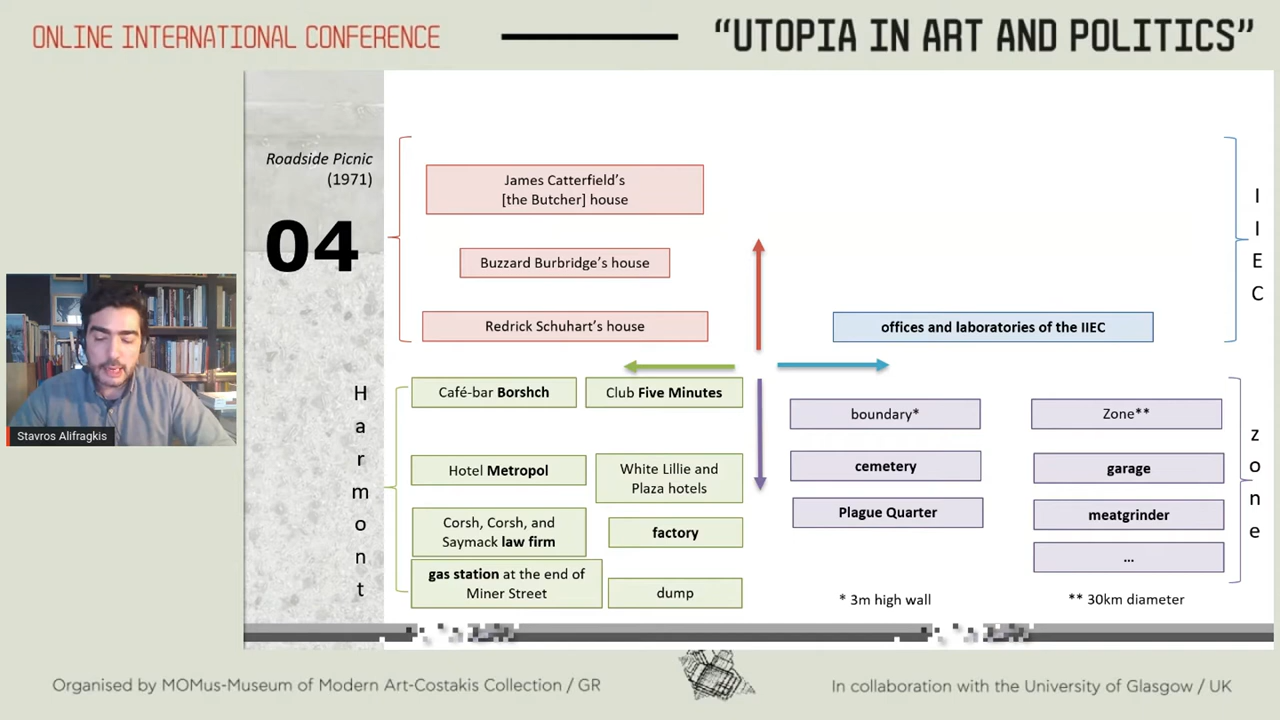 ONLINE INTERNATIONAL CONFERENCE
“UTOPIA IN ART AND POLITICS”
Roadside Picnic
(1971)
04
James Catterfield’s
[the Butcher] house
Buzzard Burbridge’s house
Redrick Schuhart’s house
offices and laboratories of the IIEC
I
I
E
C
H
a
r
m
o
n
t
Café-bar Borshch
Club Five Minutes
Hotel Metropol
White Lillie and
Plaza hotels
Corsh, Corsh, and
Saymack law firm
factory
gas station at the end of
Miner Street
dump
boundary*
Zone**
cemetery
garage
Plague Quarter
meatgrinder
...
* 3m high wall
** 30km diameter
z
o
n
e
Stavros Alifragkis
Organised by MOMus-Museum of Modern Art-Costakis Collection / GR
In collaboration with the University of Glasgow / UK